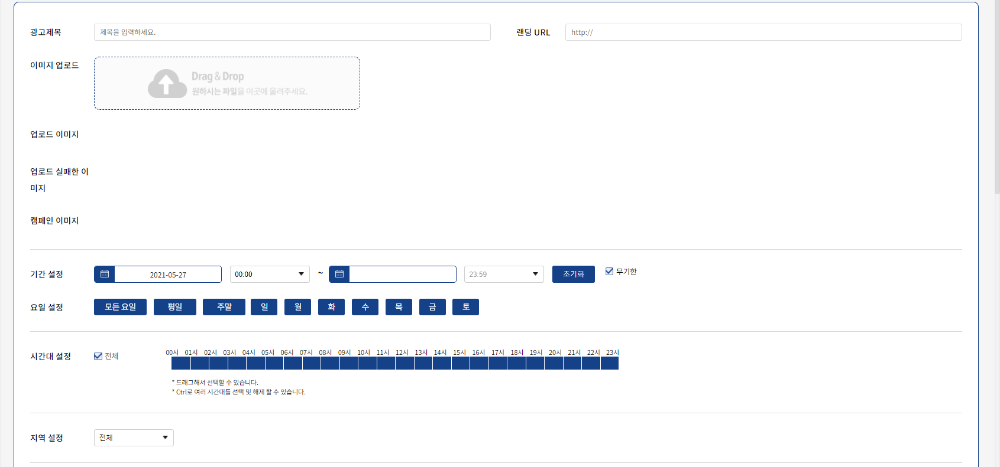 광고제목 제목을 입력하세요. 랜딩 URL http://
이미지 업로드
Drag & Drop
원하시는 파일을 이곳에 올려주세요.
업로드 이미지
업로드 실패한 이
미지
캠페인 이미지
기간 설정 2021-05-27 00:00 ~ 23:59 초기화 무기한
요일 설정 모든 요일 평일 주말 일 월 화 수 목 금 토
시간대 설정 전체 00시 01시 02시 03시 04시 05시 06시 07시 08시 09시 10시 11시 12시 13시 14시 15시 16시 17시 18시 19시 20시 21시 22시 23시
* 드래그해서 선택할 수 있습니다.
* Ctrl로 여러 시간대를 선택 및 해제 할 수 있습니다.
지역 설정 전체